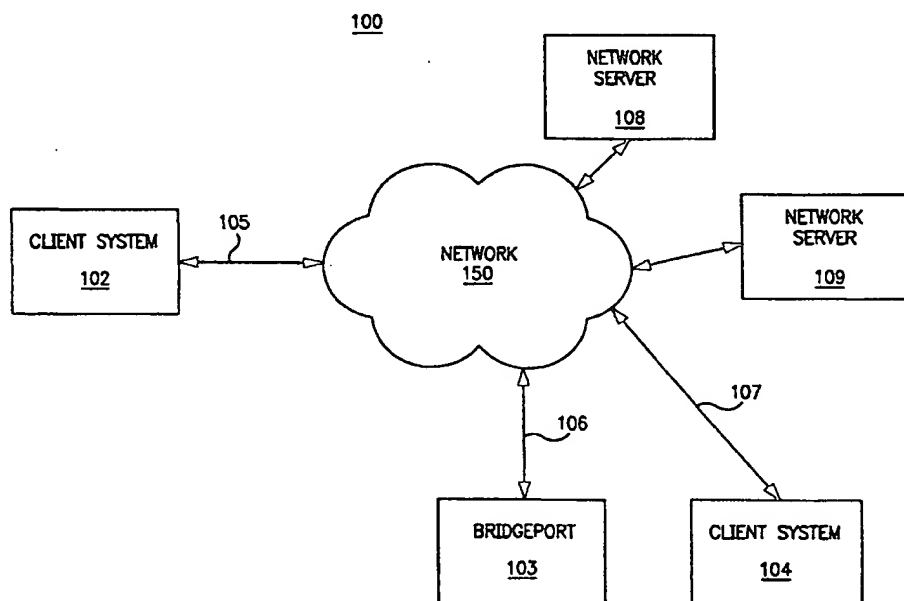 100
NETWORK
SERVER
108
CLIENT SYSTEM
102
105
NETWORK
150
NETWORK
SERVER
109
106
107
BRIDGEPORT
103
CLIENT SYSTEM
104